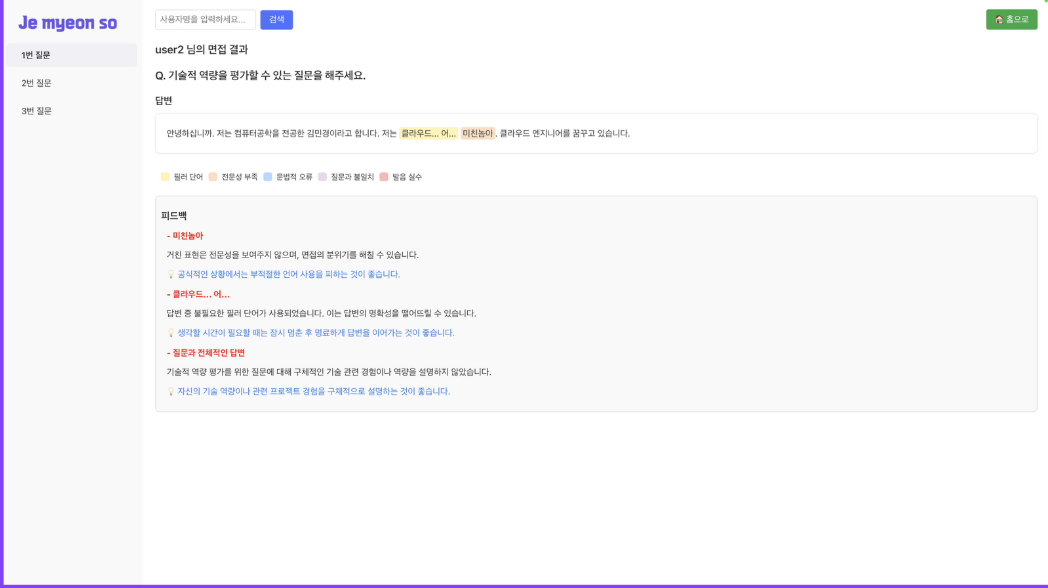 Je myeon so
사용자명을 입력하세요...
검색
🏠 홈으로
1번 질문
2번 질문
3번 질문
user2 님의 면접 결과
Q. 기술적 역량을 평가할 수 있는 질문을 해주세요.
답변
안녕하십니까. 저는 컴퓨터공학을 전공한 김민경이라고 합니다. 저는 클라우드... 어... 미친놈아, 클라우드 엔지니어를 꿈꾸고 있습니다.
필러 단어 전문성 부족 문법적 오류 질문과 불일치 발음 실수
피드백
- 미친놈아
거친 표현은 전문성을 보여주지 않으며, 면접의 분위기를 해칠 수 있습니다.
💡 공식적인 상황에서는 부적절한 언어 사용을 피하는 것이 좋습니다.
- 클라우드... 어...
답변 중 불필요한 필러 단어가 사용되었습니다. 이는 답변의 명확성을 떨어뜨릴 수 있습니다.
💡 생각할 시간이 필요할 때는 잠시 멈춘 후 명료하게 답변을 이어가는 것이 좋습니다.
- 질문과 전체적인 답변
기술적 역량 평가를 위한 질문에 대해 구체적인 기술 관련 경험이나 역량을 설명하지 않았습니다.
💡 자신의 기술 역량이나 관련 프로젝트 경험을 구체적으로 설명하는 것이 좋습니다.